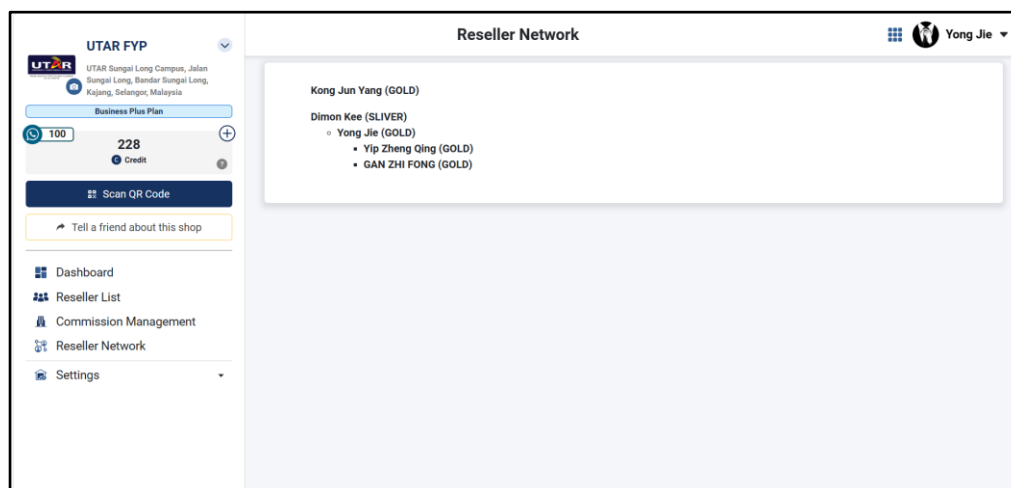 UTAR FYP
UTAR
UTAR Sungai Long Campus, Jalan
Sungai Long, Bandar Sungai Long,
Kajang, Selangor, Malaysia
Business Plus Plan
100
228
C Credit
?
Scan QR Code
Tell a friend about this shop
Dashboard
Reseller List
Commission Management
Reseller Network
Settings
Reseller Network
Yong Jie
Kong Jun Yang (GOLD)
Dimon Kee (SLIVER)
Yong Jie (GOLD)
Yip Zheng Qing (GOLD)
GAN ZHI FONG (GOLD)